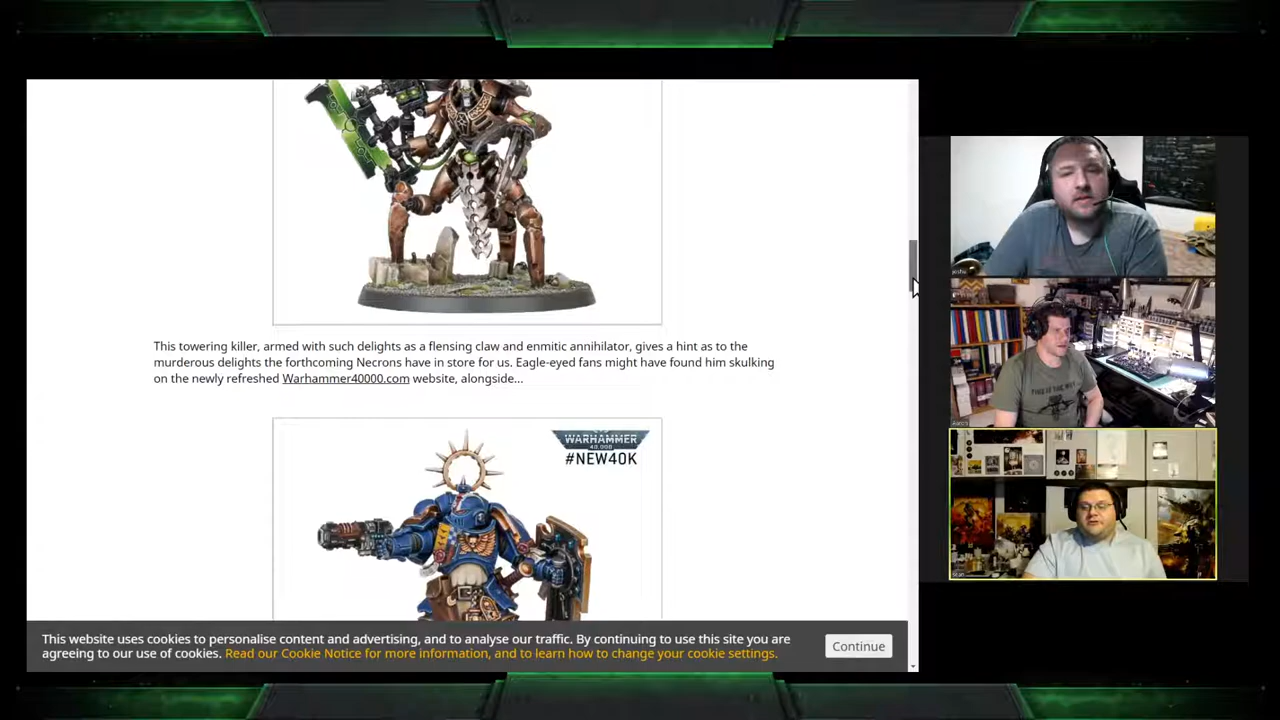 This towering killer, armed with such delights as a flensing claw and enmitic annihilator, gives a hint as to the
murderous delights the forthcoming Necrons have in store for us. Eagle-eyed fans might have found him skulking
on the newly refreshed Warhammer40000.com website, alongside...
WARHAMMER
40,000
#NEW40K
This website uses cookies to personalise content and advertising, and to analyse our traffic. By continuing to use this site you are
agreeing to our use of cookies. Read our Cookie Notice for more information, and to learn how to change your cookie settings.
Continue